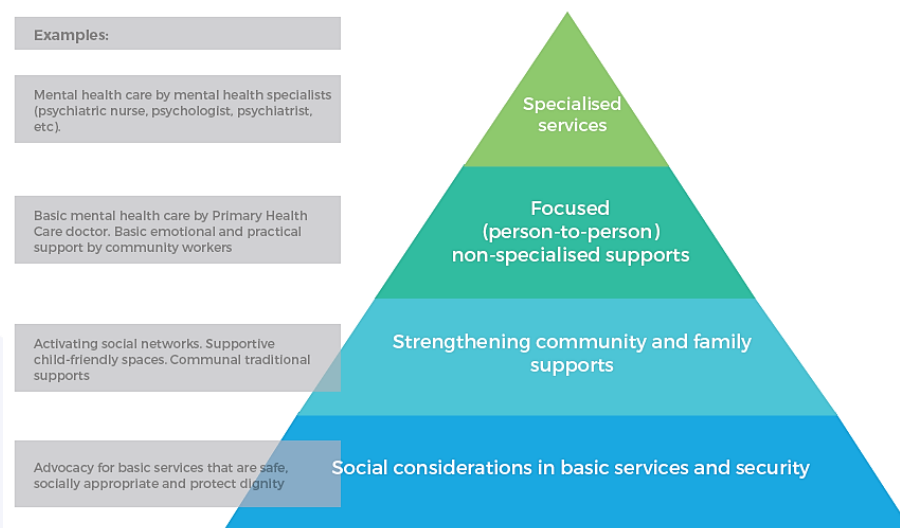 Examples:
Mental health care by mental health specialists
(psychiatric nurse, psychologist, psychiatrist,
etc).
Specialised
services
Basic mental health care by Primary Health
Care doctor. Basic emotional and practical
support by community workers
Focused
(person-to-person)
non-specialised supports
Activating social networks. Supportive
child-friendly spaces. Communal traditional
supports
Strengthening community and family
supports
Advocacy for basic services that are safe,
socially appropriate and protect dignity
Social considerations in basic services and security